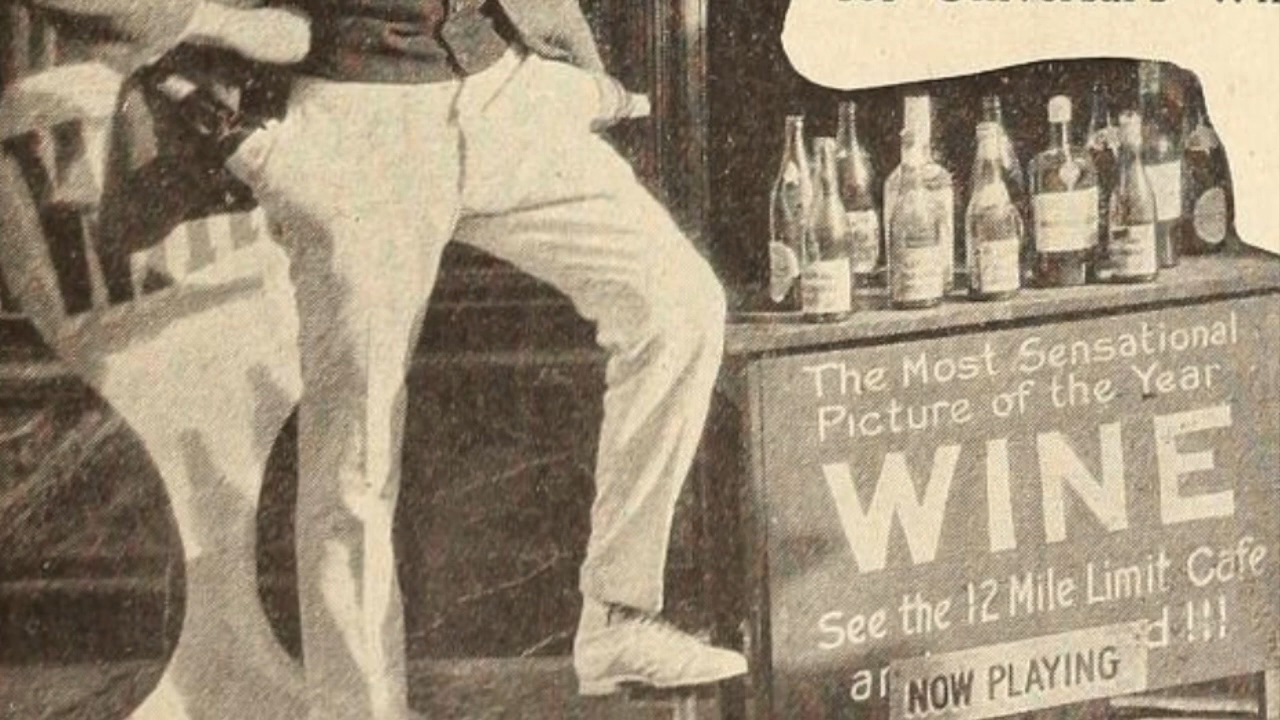 The Most Sensational
Picture of the Year
WINE
See the 12 Mile Limit Cafe
NOW PLAYING